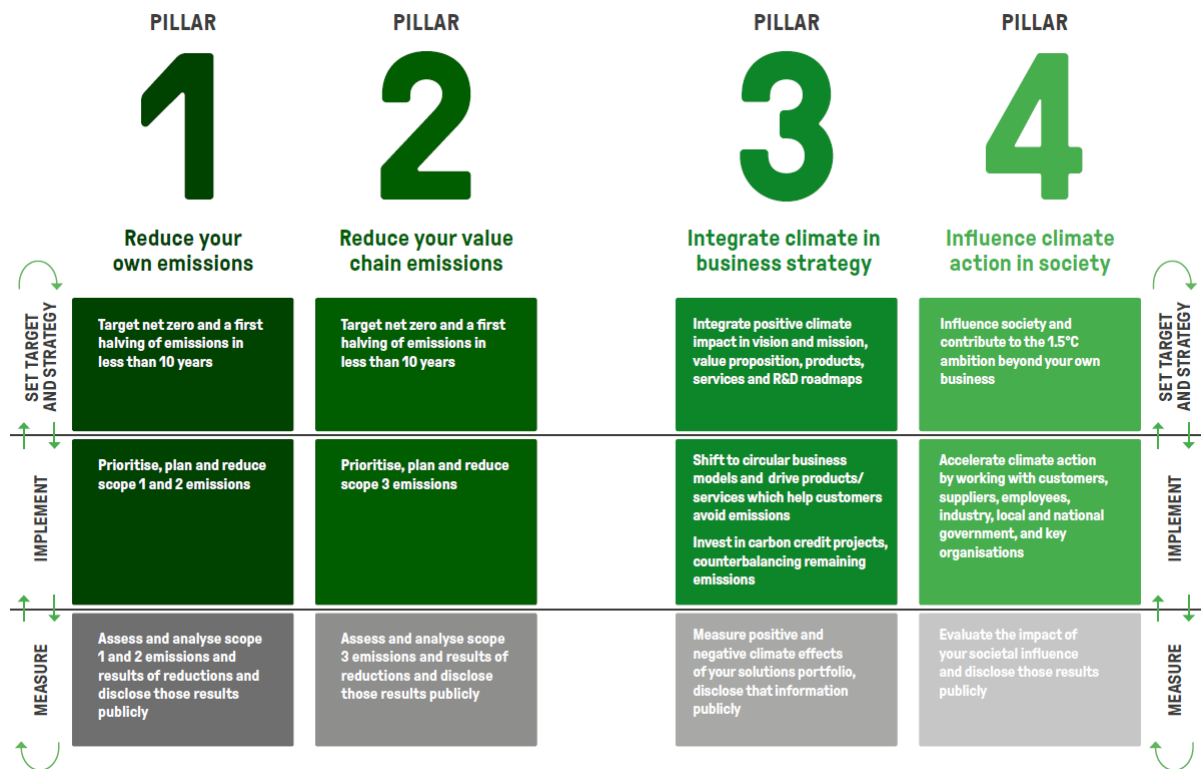 PILLAR
1
Reduce your
own emissions
PILLAR
2
Reduce your value
chain emissions
PILLAR
3
Integrate climate in
business strategy
PILLAR
4
Influence climate
action in society
SET TARGET
AND STRATEGY
Target net zero and a first
halving of emissions in
less than 10 years
Target net zero and a first
halving of emissions in
less than 10 years
Integrate positive climate
impact in vision and mission,
value proposition, products,
services and R&D roadmaps
Influence society and
contribute to the 1.5°C
ambition beyond your own
business
SET TARGET
AND STRATEGY
IMPLEMENT
Prioritise, plan and reduce
scope 1 and 2 emissions
Prioritise, plan and reduce
scope 3 emissions
Shift to circular business
models and drive products/
services which help customers
avoid emissions
Invest in carbon credit projects,
counterbalancing remaining
emissions
Accelerate climate action
by working with customers,
suppliers, employees,
industry, local and national
government, and key
organisations
IMPLEMENT
MEASURE
Assess and analyse scope
1 and 2 emissions and
results of reductions and
disclose those results
publicly
Assess and analyse scope
3 emissions and results of
reductions and disclose
those results publicly
Measure positive and
negative climate effects
of your solutions portfolio,
disclose that information
publicly
Evaluate the impact of
your societal influence
and disclose those results
publicly
MEASURE